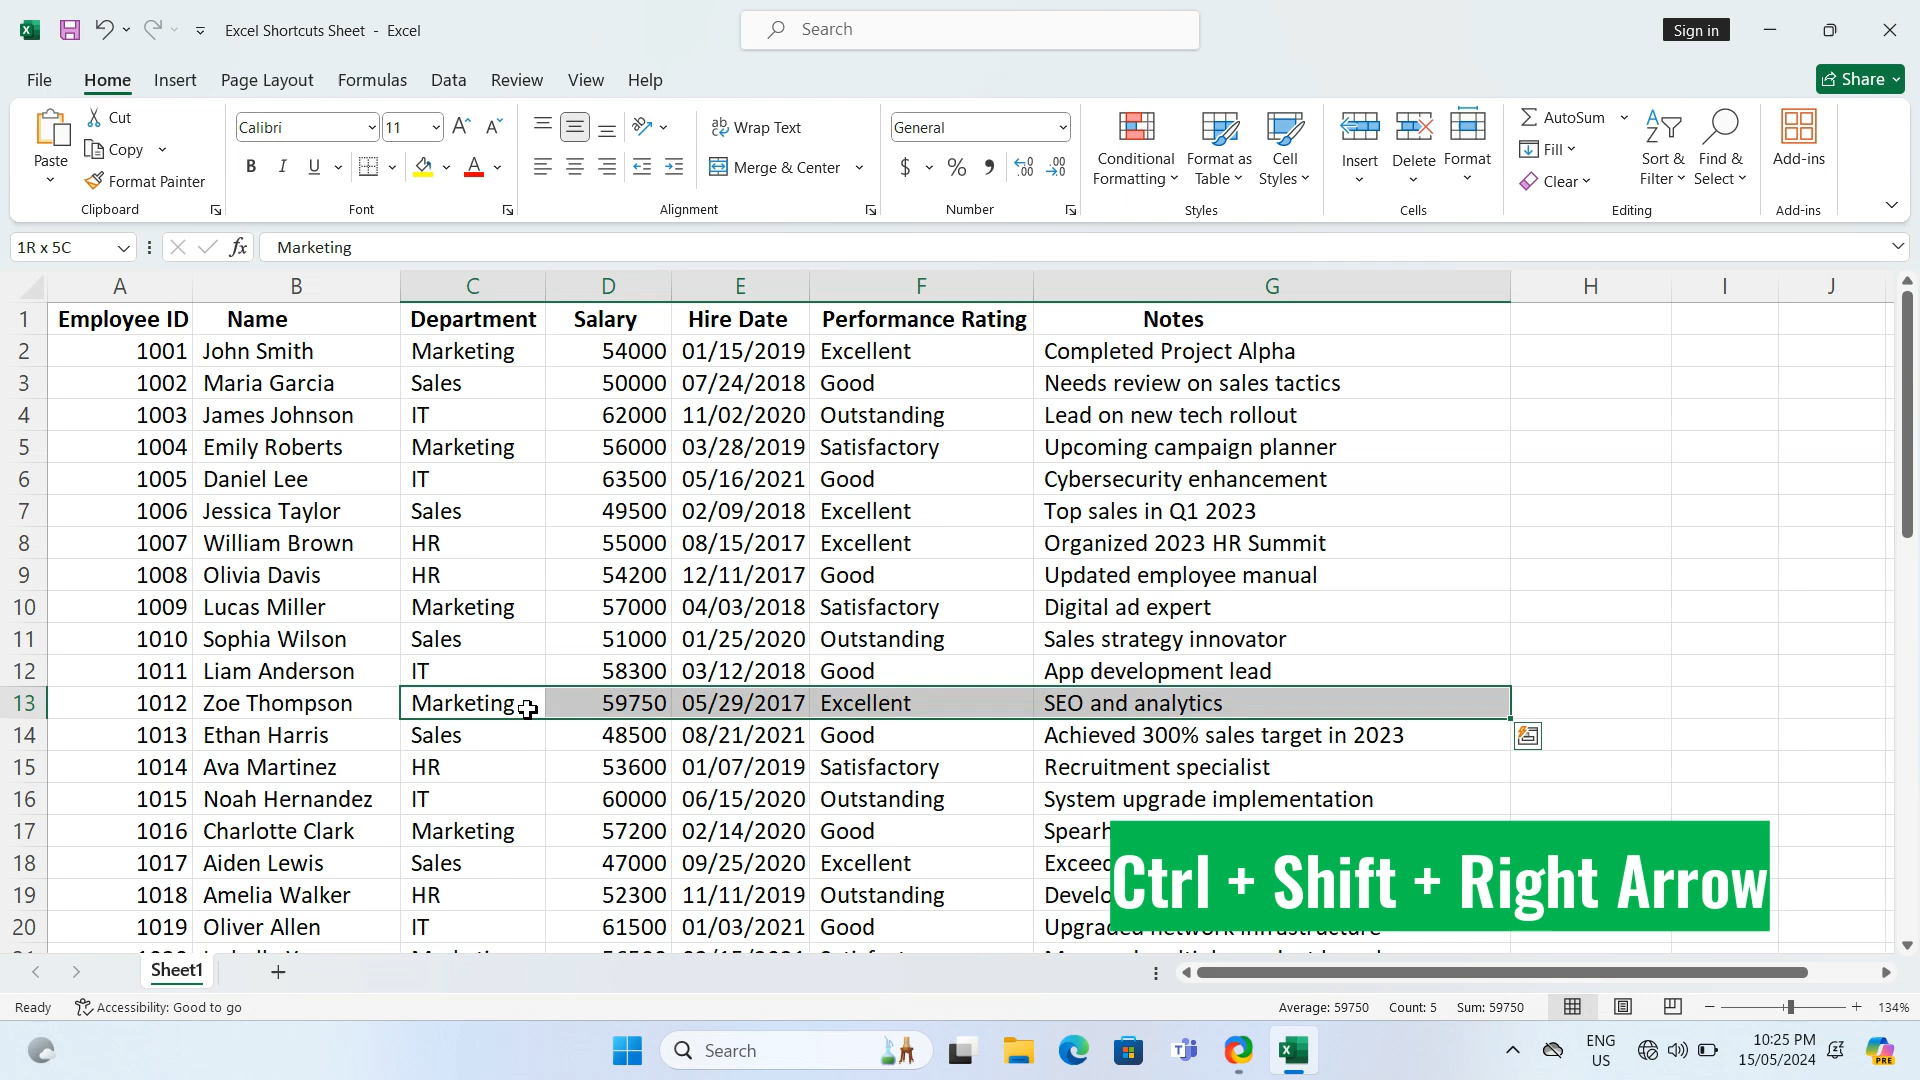 Excel Shortcuts Sheet - Excel
Search
Sign in
File Home Insert Page Layout Formulas Data Review View Help
Share
Paste
Cut
Copy
Format Painter
Clipboard
Calibri 11
B I U
Font
Wrap Text
Merge & Center
Alignment
General
$ % ,
Number
Conditional Formatting
Format as Table
Cell Styles
Styles
Insert Delete Format
Cells
AutoSum
Fill
Clear
Sort & Filter
Find & Select
Editing
Add-ins
Add-ins
1R x 5C fx Marketing
A B C D E F G H I J
1 Employee ID Name Department Salary Hire Date Performance Rating Notes
2 1001 John Smith Marketing 54000 01/15/2019 Excellent Completed Project Alpha
3 1002 Maria Garcia Sales 50000 07/24/2018 Good Needs review on sales tactics
4 1003 James Johnson IT 62000 11/02/2020 Outstanding Lead on new tech rollout
5 1004 Emily Roberts Marketing 56000 03/28/2019 Satisfactory Upcoming campaign planner
6 1005 Daniel Lee IT 63500 05/16/2021 Good Cybersecurity enhancement
7 1006 Jessica Taylor Sales 49500 02/09/2018 Excellent Top sales in Q1 2023
8 1007 William Brown HR 55000 08/15/2017 Excellent Organized 2023 HR Summit
9 1008 Olivia Davis HR 54200 12/11/2017 Good Updated employee manual
10 1009 Lucas Miller Marketing 57000 04/03/2018 Satisfactory Digital ad expert
11 1010 Sophia Wilson Sales 51000 01/25/2020 Outstanding Sales strategy innovator
12 1011 Liam Anderson IT 58300 03/12/2018 Good App development lead
13 1012 Zoe Thompson Marketing 59750 05/29/2017 Excellent SEO and analytics
14 1013 Ethan Harris Sales 48500 08/21/2021 Good Achieved 300% sales target in 2023
15 1014 Ava Martinez HR 53600 01/07/2019 Satisfactory Recruitment specialist
16 1015 Noah Hernandez IT 60000 06/15/2020 Outstanding System upgrade implementation
17 1016 Charlotte Clark Marketing 57200 02/14/2020 Good
18 1017 Aiden Lewis Sales 47000 09/25/2020 Excellent
19 1018 Amelia Walker HR 52300 11/11/2019 Outstanding
20 1019 Oliver Allen IT 61500 01/03/2021 Good
Ctrl + Shift + Right Arrow
Sheet1
Ready Accessibility: Good to go Average: 59750 Count: 5 Sum: 59750 134%
Search
ENG
US
10:25 PM
15/05/2024
PRE